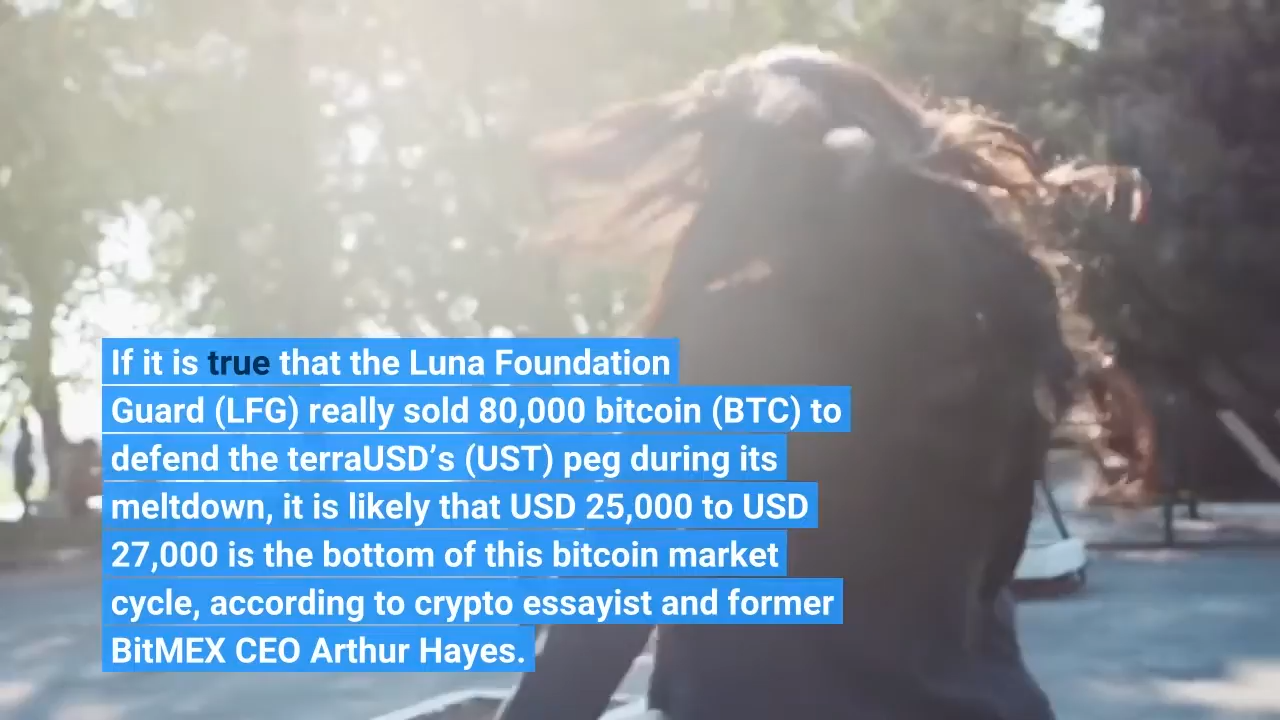 If it is true that the Luna Foundation
Guard (LFG) really sold 80,000 bitcoin (BTC) to
defend the terraUSD’s (UST) peg during its
meltdown, it is likely that USD 25,000 to USD
27,000 is the bottom of this bitcoin market
cycle, according to crypto essayist and former
BitMEX CEO Arthur Hayes.